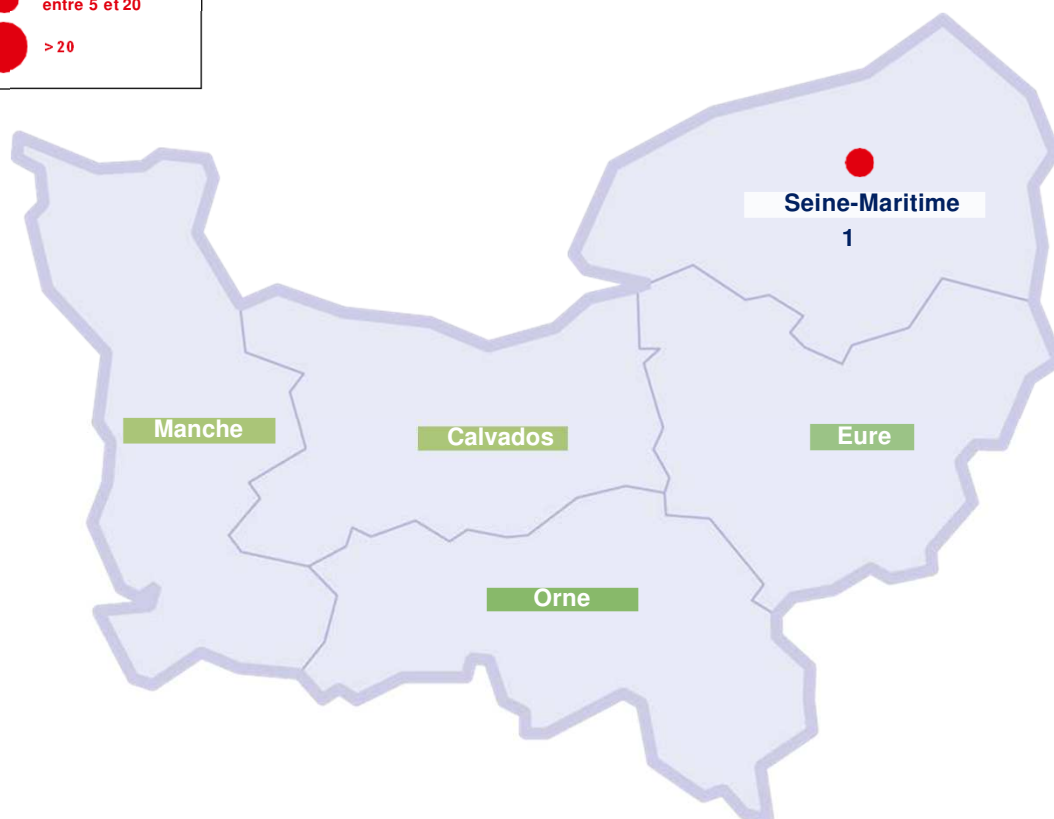 entre 5 et 20
> 20
Seine-Maritime
1
Manche
Calvados
Eure
Orne